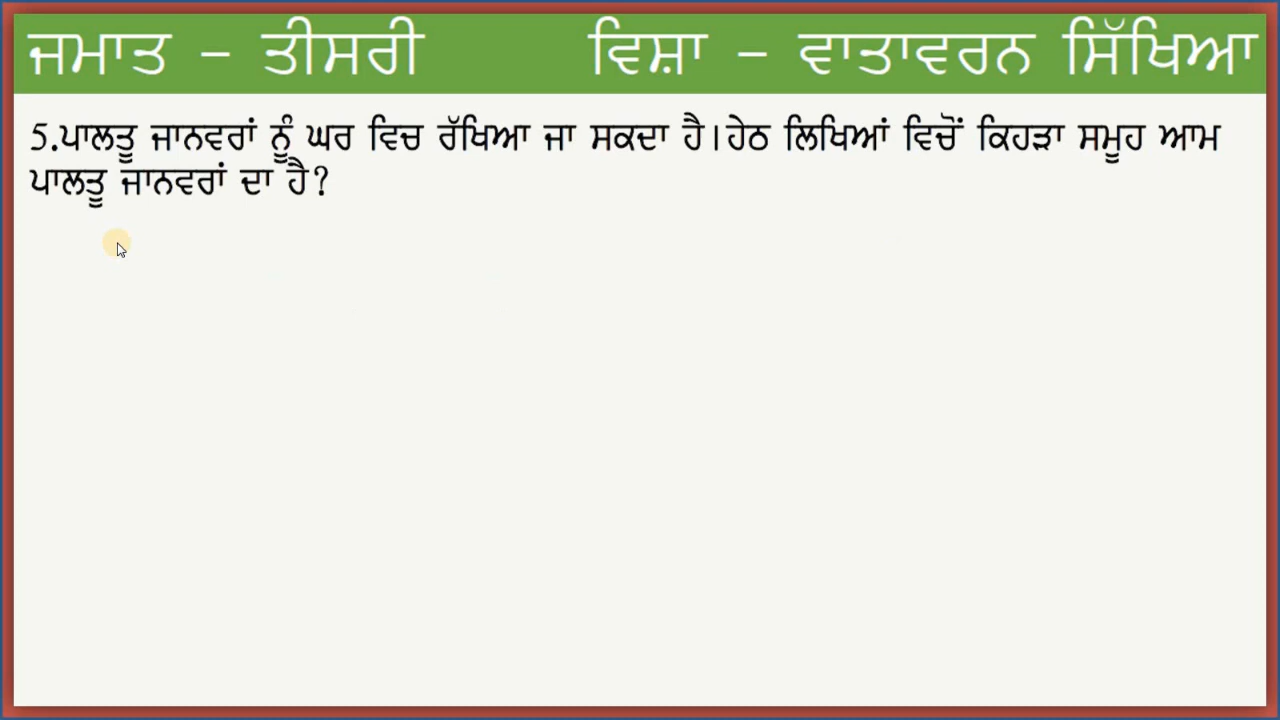 ਜਮਾਤ – ਤੀਸਰੀ ਵਿਸ਼ਾ – ਵਾਤਾਵਰਨ ਸਿੱਖਿਆ
5.ਪਾਲਤੂ ਜਾਨਵਰਾਂ ਨੂੰ ਘਰ ਵਿਚ ਰੱਖਿਆ ਜਾ ਸਕਦਾ ਹੈ।ਹੇਠ ਲਿਖਿਆਂ ਵਿਚੋਂ ਕਿਹੜਾ ਸਮੂਹ ਆਮ
ਪਾਲਤੂ ਜਾਨਵਰਾਂ ਦਾ ਹੈ?